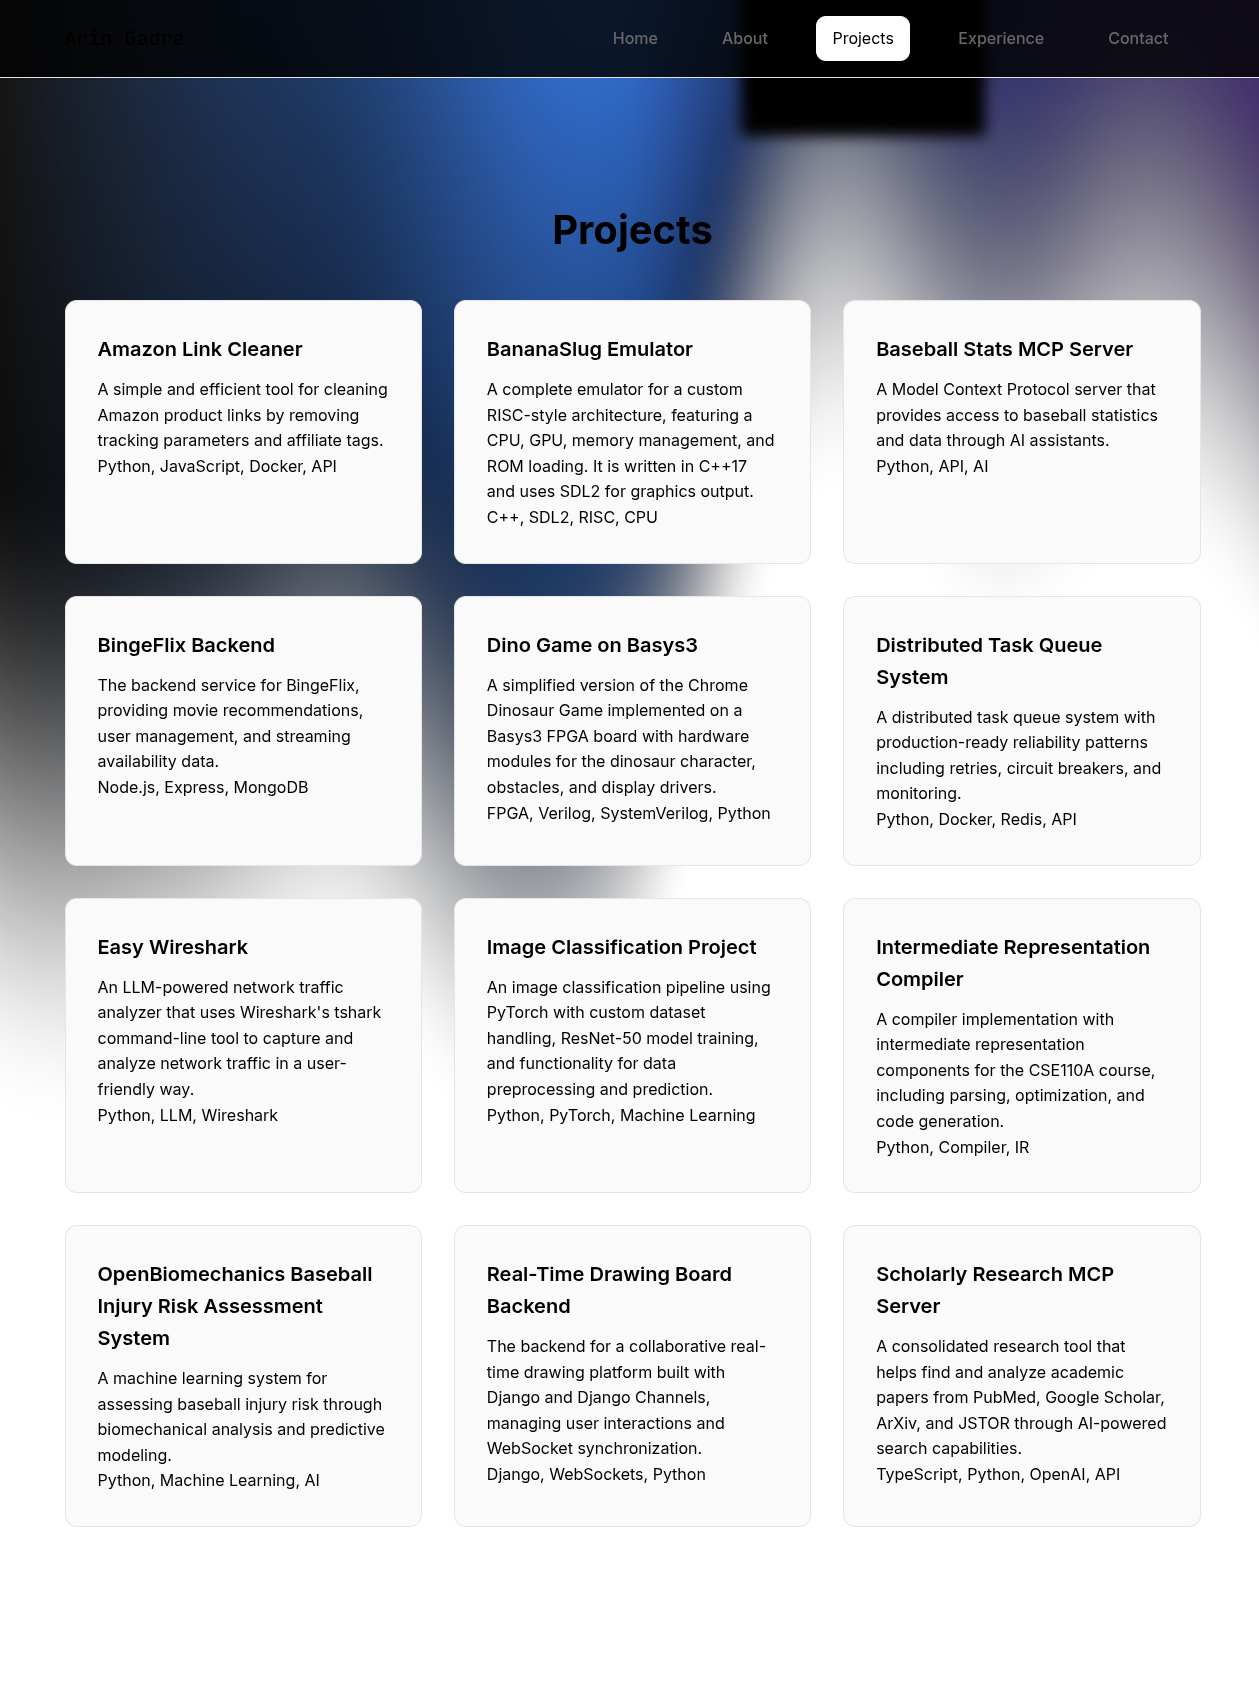 Arin Gadre
Home
About
Projects
Experience
Contact
Projects
Amazon Link Cleaner
A simple and efficient tool for cleaning
Amazon product links by removing
tracking parameters and affiliate tags.
Python, JavaScript, Docker, API
BananaSlug Emulator
A complete emulator for a custom
RISC-style architecture, featuring a
CPU, GPU, memory management, and
ROM loading. It is written in C++17
and uses SDL2 for graphics output.
C++, SDL2, RISC, CPU
Baseball Stats MCP Server
A Model Context Protocol server that
provides access to baseball statistics
and data through AI assistants.
Python, API, AI
BingeFlix Backend
The backend service for BingeFlix,
providing movie recommendations,
user management, and streaming
availability data.
Node.js, Express, MongoDB
Dino Game on Basys3
A simplified version of the Chrome
Dinosaur Game implemented on a
Basys3 FPGA board with hardware
modules for the dinosaur character,
obstacles, and display drivers.
FPGA, Verilog, SystemVerilog, Python
Distributed Task Queue
System
A distributed task queue system with
production-ready reliability patterns
including retries, circuit breakers, and
monitoring.
Python, Docker, Redis, API
Easy Wireshark
An LLM-powered network traffic
analyzer that uses Wireshark's tshark
command-line tool to capture and
analyze network traffic in a user-
friendly way.
Python, LLM, Wireshark
Image Classification Project
An image classification pipeline using
PyTorch with custom dataset
handling, ResNet-50 model training,
and functionality for data
preprocessing and prediction.
Python, PyTorch, Machine Learning
Intermediate Representation
Compiler
A compiler implementation with
intermediate representation
components for the CSE110A course,
including parsing, optimization, and
code generation.
Python, Compiler, IR
OpenBiomechanics Baseball
Injury Risk Assessment
System
A machine learning system for
assessing baseball injury risk through
biomechanical analysis and predictive
modeling.
Python, Machine Learning, AI
Real-Time Drawing Board
Backend
The backend for a collaborative real-
time drawing platform built with
Django and Django Channels,
managing user interactions and
WebSocket synchronization.
Django, WebSockets, Python
Scholarly Research MCP
Server
A consolidated research tool that
helps find and analyze academic
papers from PubMed, Google Scholar,
ArXiv, and JSTOR through AI-powered
search capabilities.
TypeScript, Python, OpenAI, API